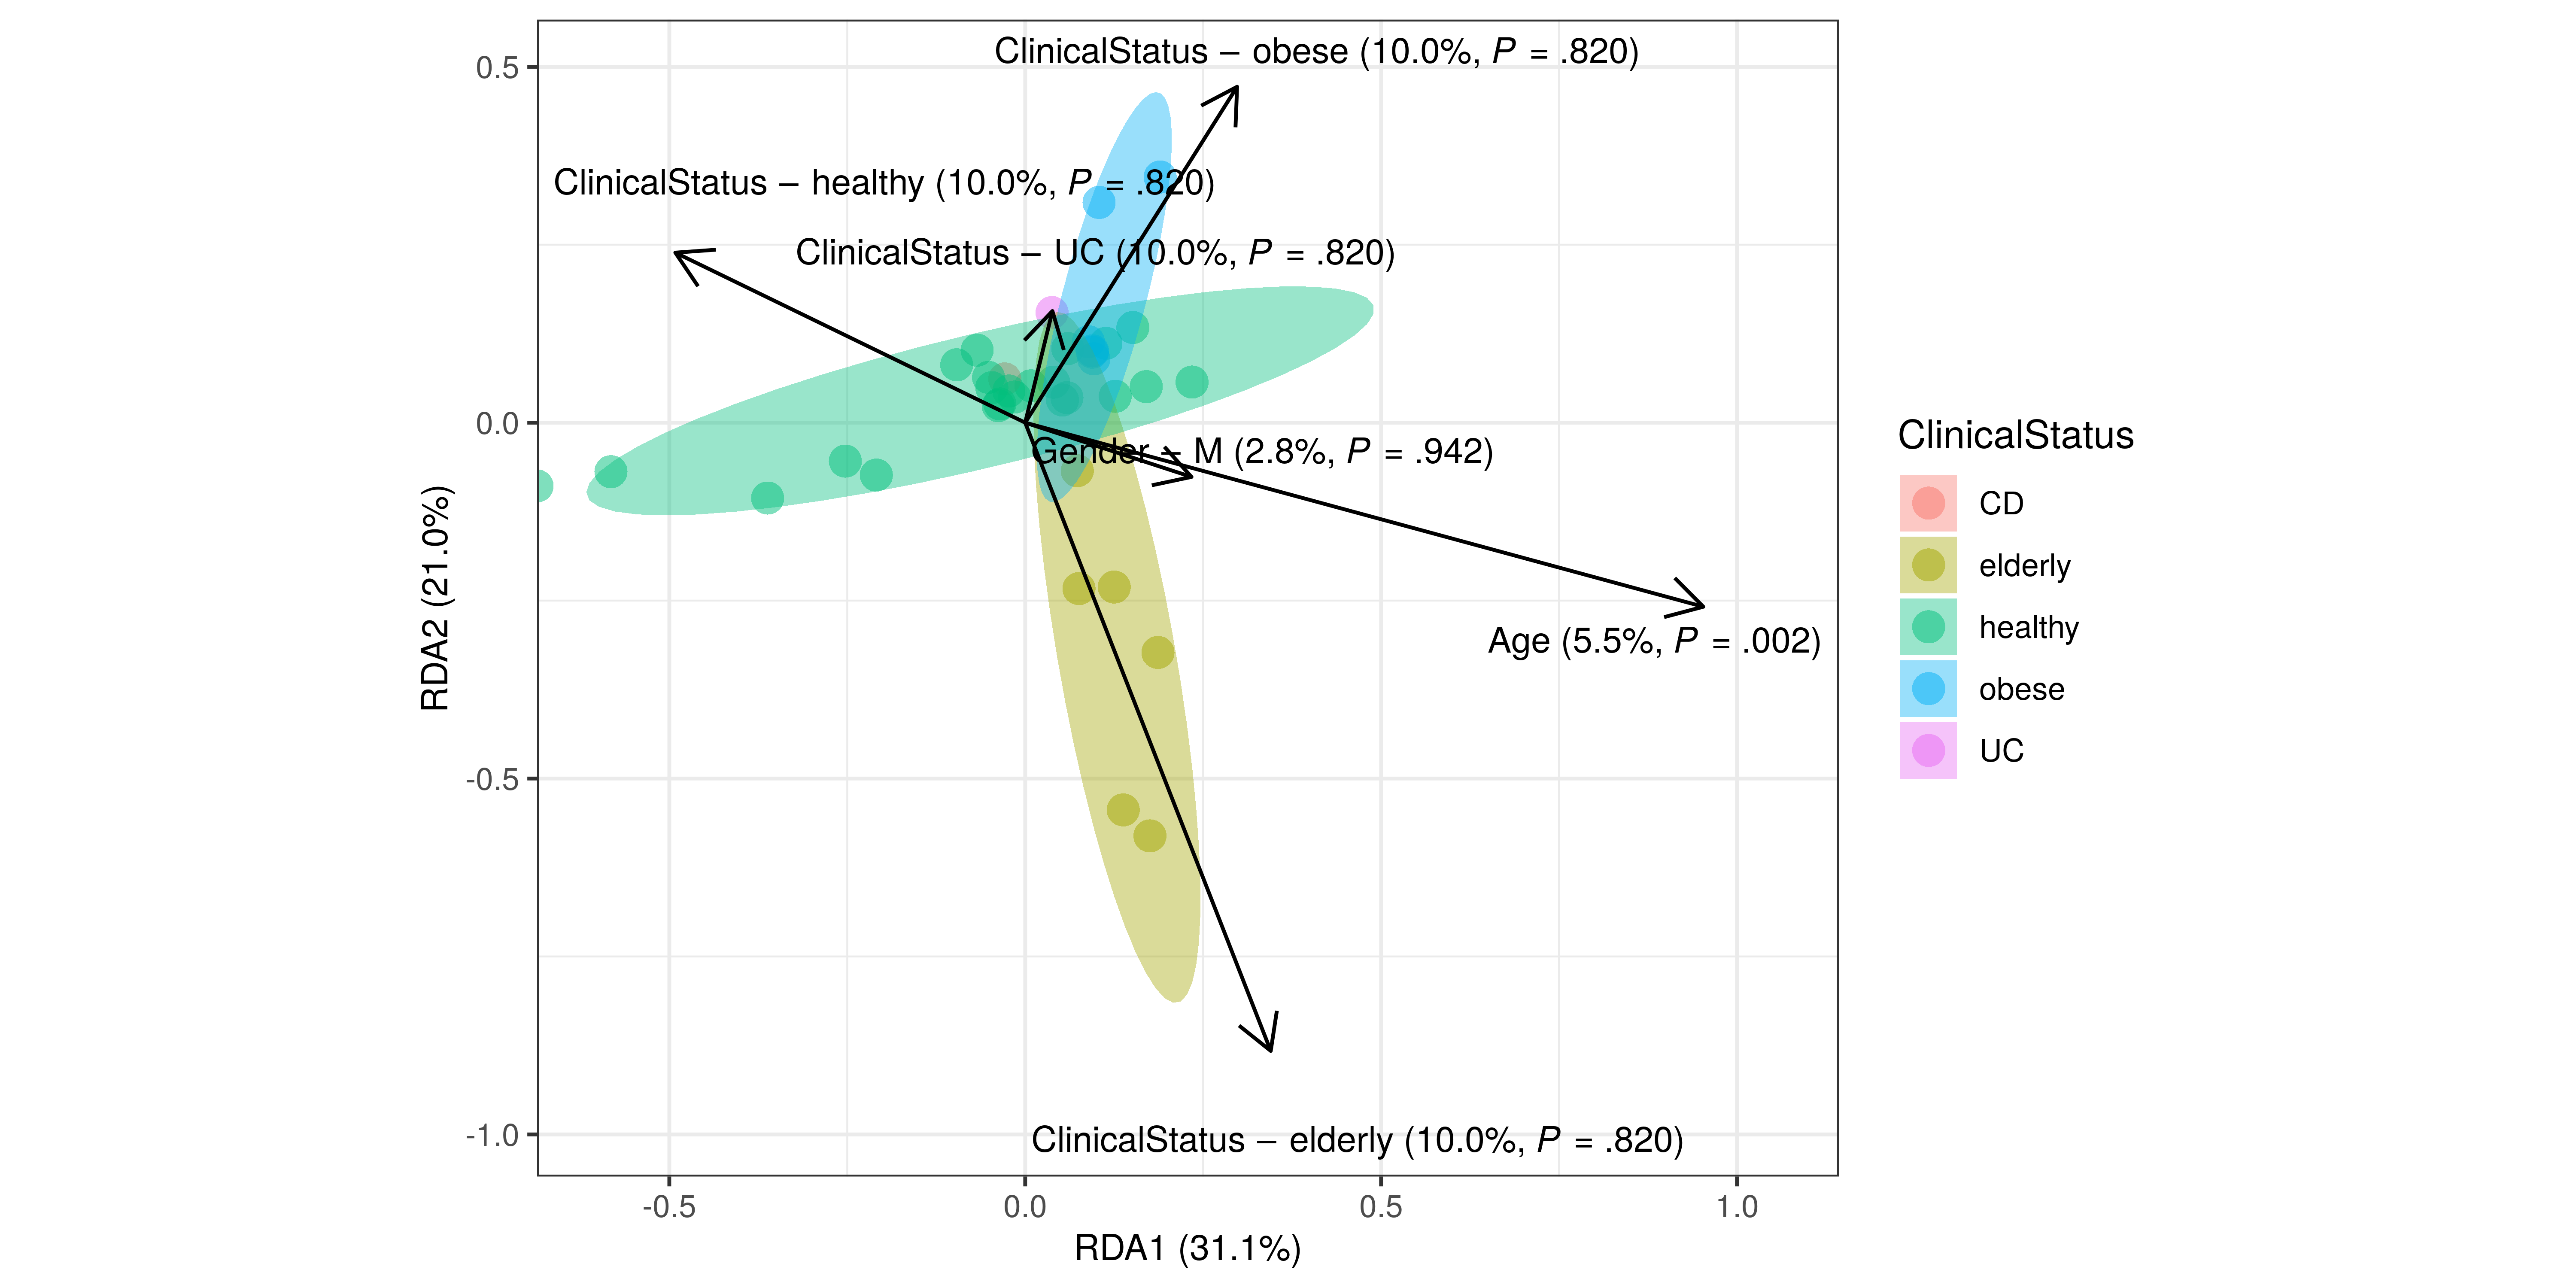 ClinicalStatus – obese (10.0%, P = .820)
0.5
ClinicalStatus – healthy (10.0%, P = .820)
ClinicalStatus – UC (10.0%, P = .820)
0.0
Gender – M (2.8%, P = .942)
Age (5.5%, P = .002)
-0.5
-1.0
ClinicalStatus – elderly (10.0%, P = .820)
RDA2 (21.0%)
-0.5
0.0
0.5
1.0
RDA1 (31.1%)
ClinicalStatus
CD
elderly
healthy
obese
UC